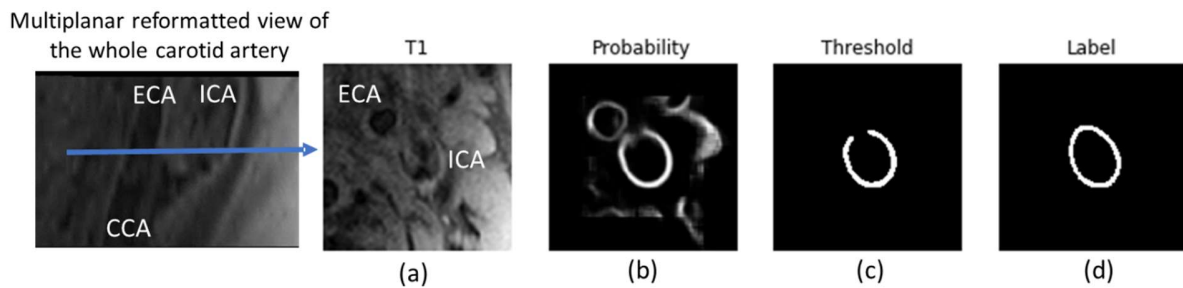 Multiplanar reformatted view of
the whole carotid artery
ECA ICA
CCA
T1
ECA
ICA
(a)
Probability
(b)
Threshold
(c)
Label
(d)